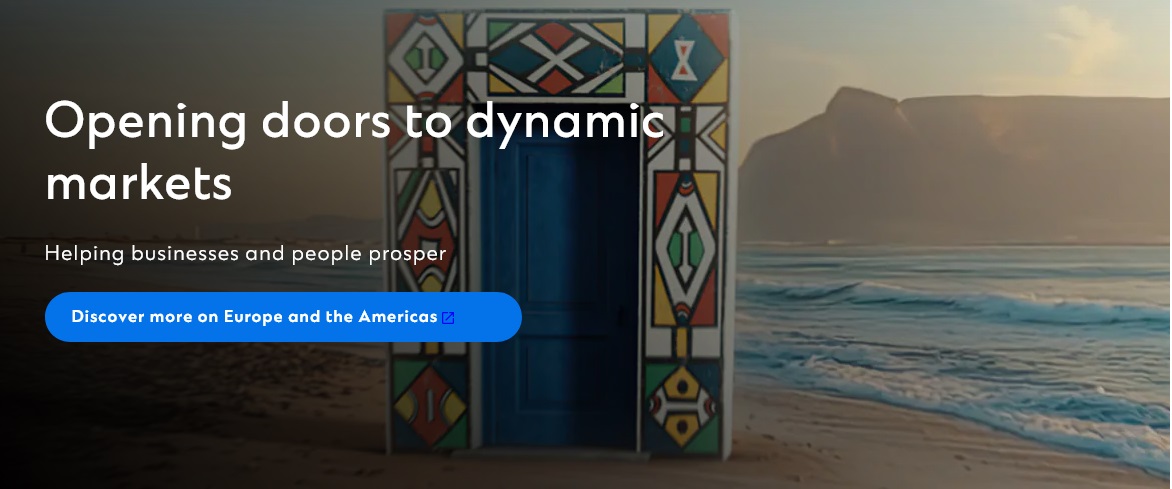 Opening doors to dynamic
markets
Helping businesses and people prosper
Discover more on Europe and the Americas